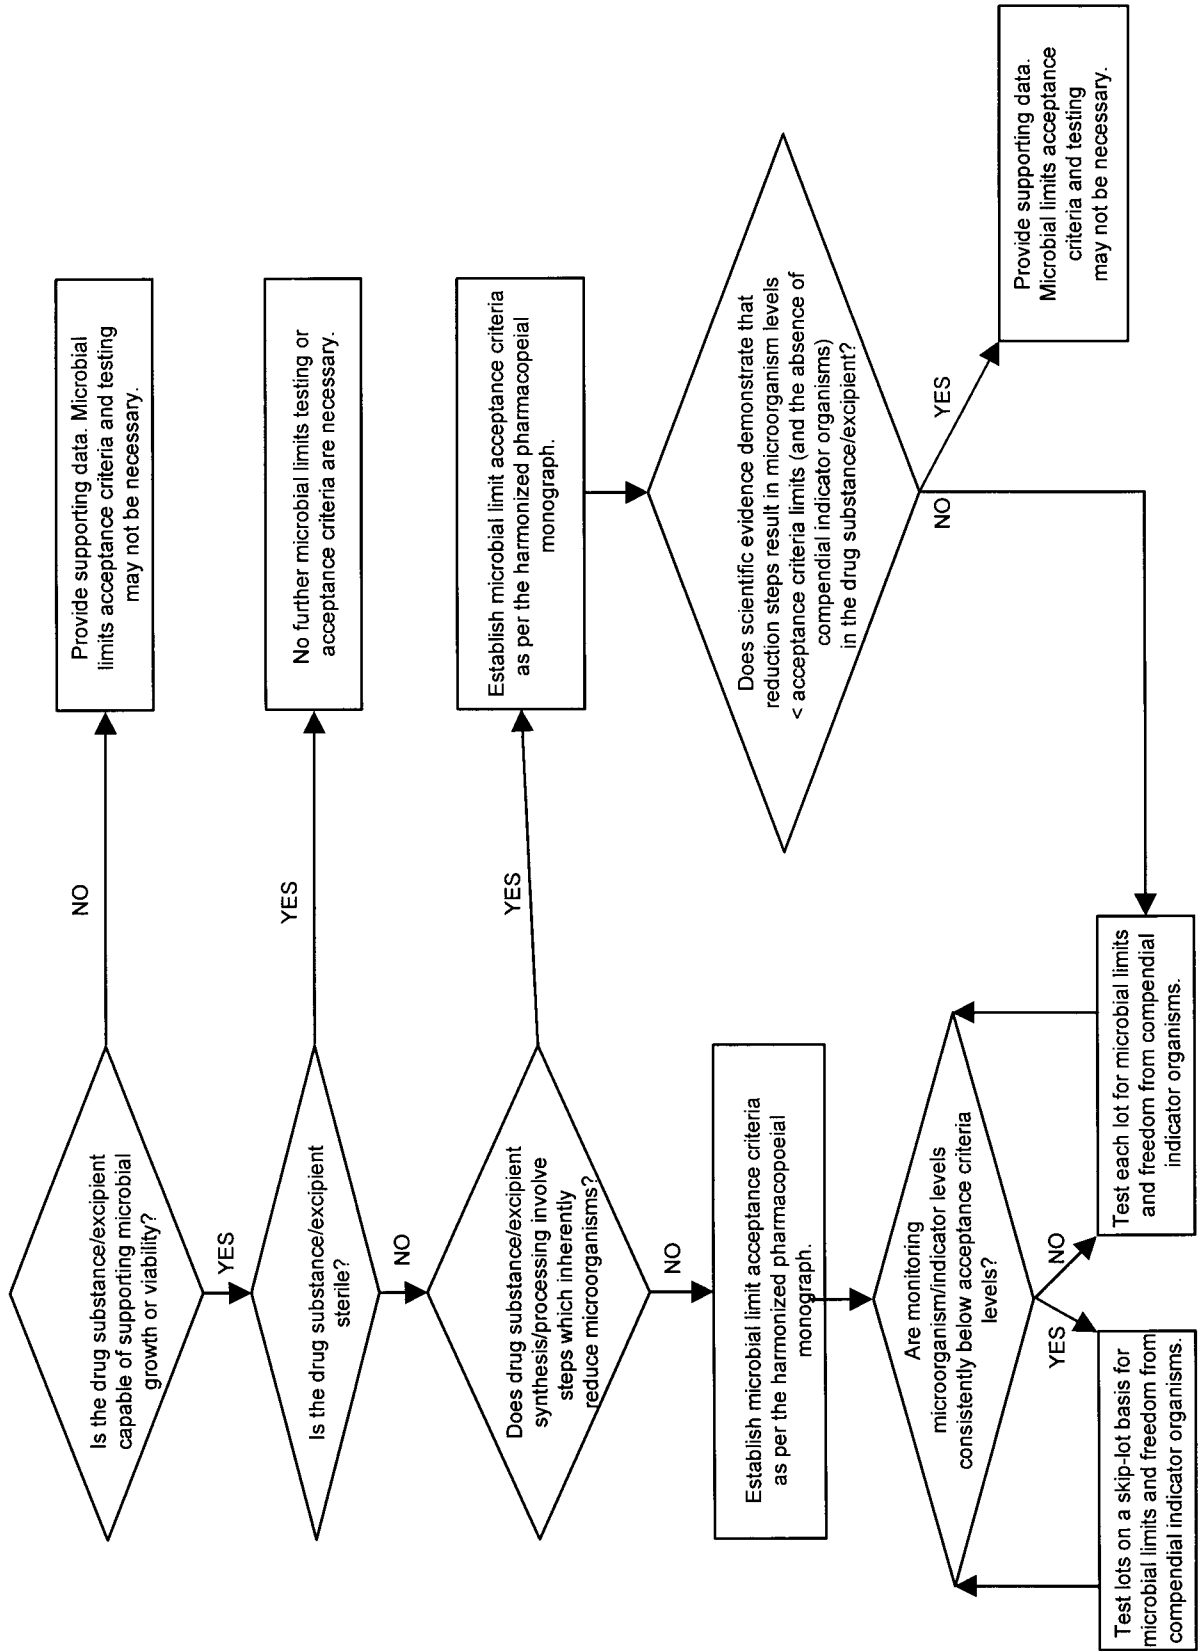 Is the drug substance/excipient
capable of supporting microbial
growth or viability?
NO
Provide supporting data. Microbial
limits acceptance criteria and testing
may not be necessary.
YES
Is the drug substance/excipient
sterile?
YES
No further microbial limits testing or
acceptance criteria are necessary.
NO
Does drug substance/excipient
synthesis/processing involve
steps which inherently
reduce microorganisms?
YES
Establish microbial limit acceptance criteria
as per the harmonized pharmacopeial
monograph.
NO
Establish microbial limit acceptance criteria
as per the harmonized pharmacopoeial
monograph.
Does scientific evidence demonstrate that
reduction steps result in microorganism levels
< acceptance criteria limits (and the absence of
compendial indicator organisms)
in the drug substance/excipient?
YES
Provide supporting data.
Microbial limits acceptance
criteria and testing
may not be necessary.
NO
Are monitoring
microorganism/indicator levels
consistently below acceptance criteria
levels?
YES
NO
Test lots on a skip-lot basis for
microbial limits and freedom from
compendial indicator organisms.
Test each lot for microbial limits
and freedom from compendial
indicator organisms.